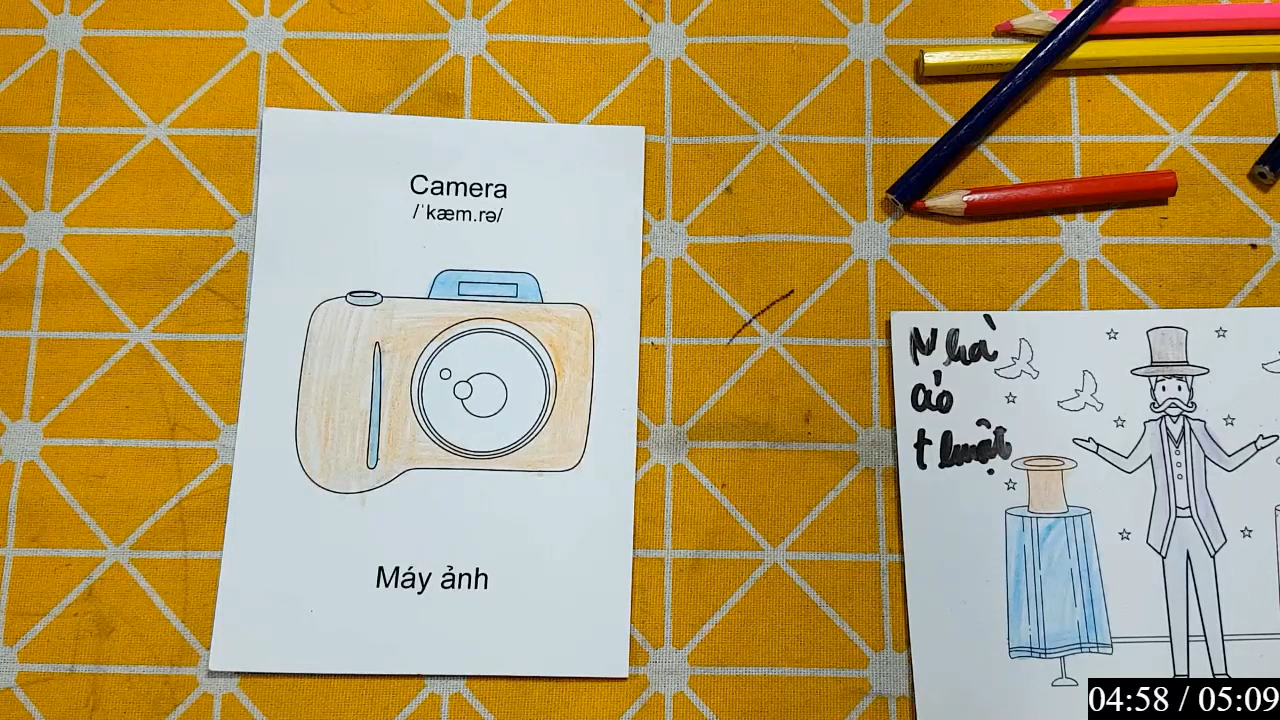 Camera
/ˈkæm.rə/
Máy ảnh
Nhà
ảo
thuật
04:58 / 05:09